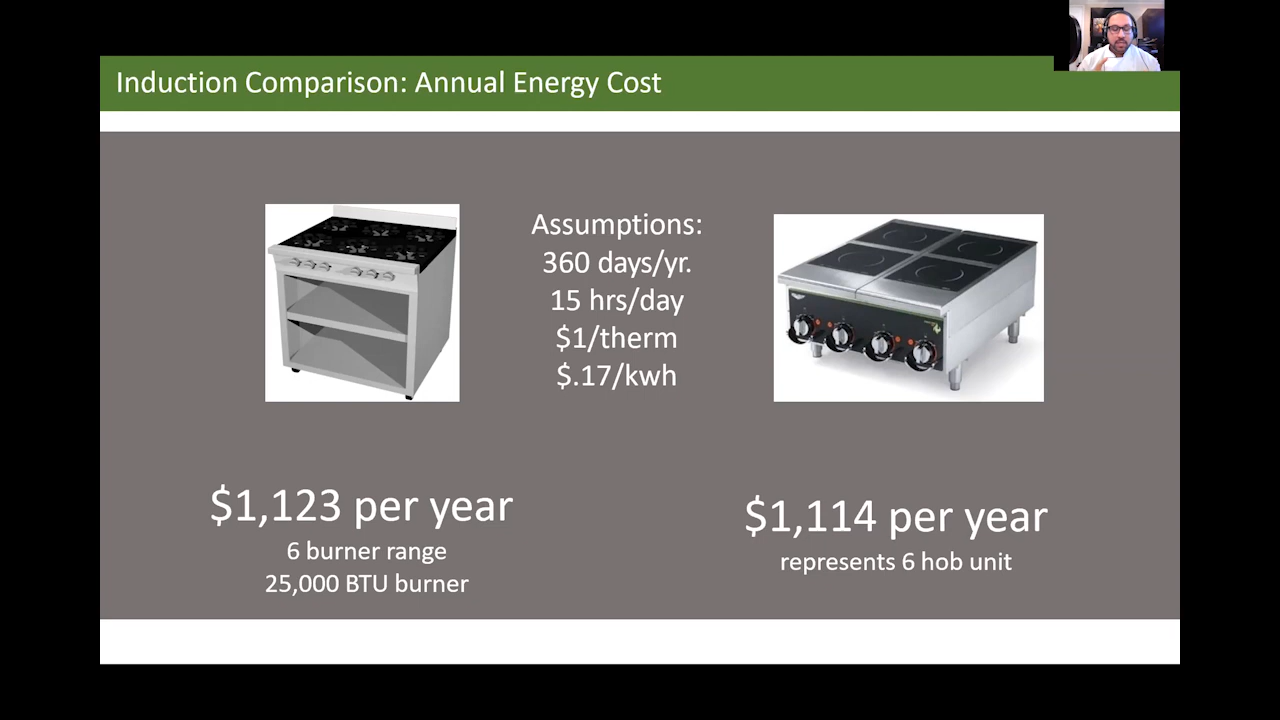 Induction Comparison: Annual Energy Cost
Assumptions:
360 days/yr.
15 hrs/day
$1/therm
$.17/kwh
$1,123 per year
6 burner range
25,000 BTU burner
$1,114 per year
represents 6 hob unit